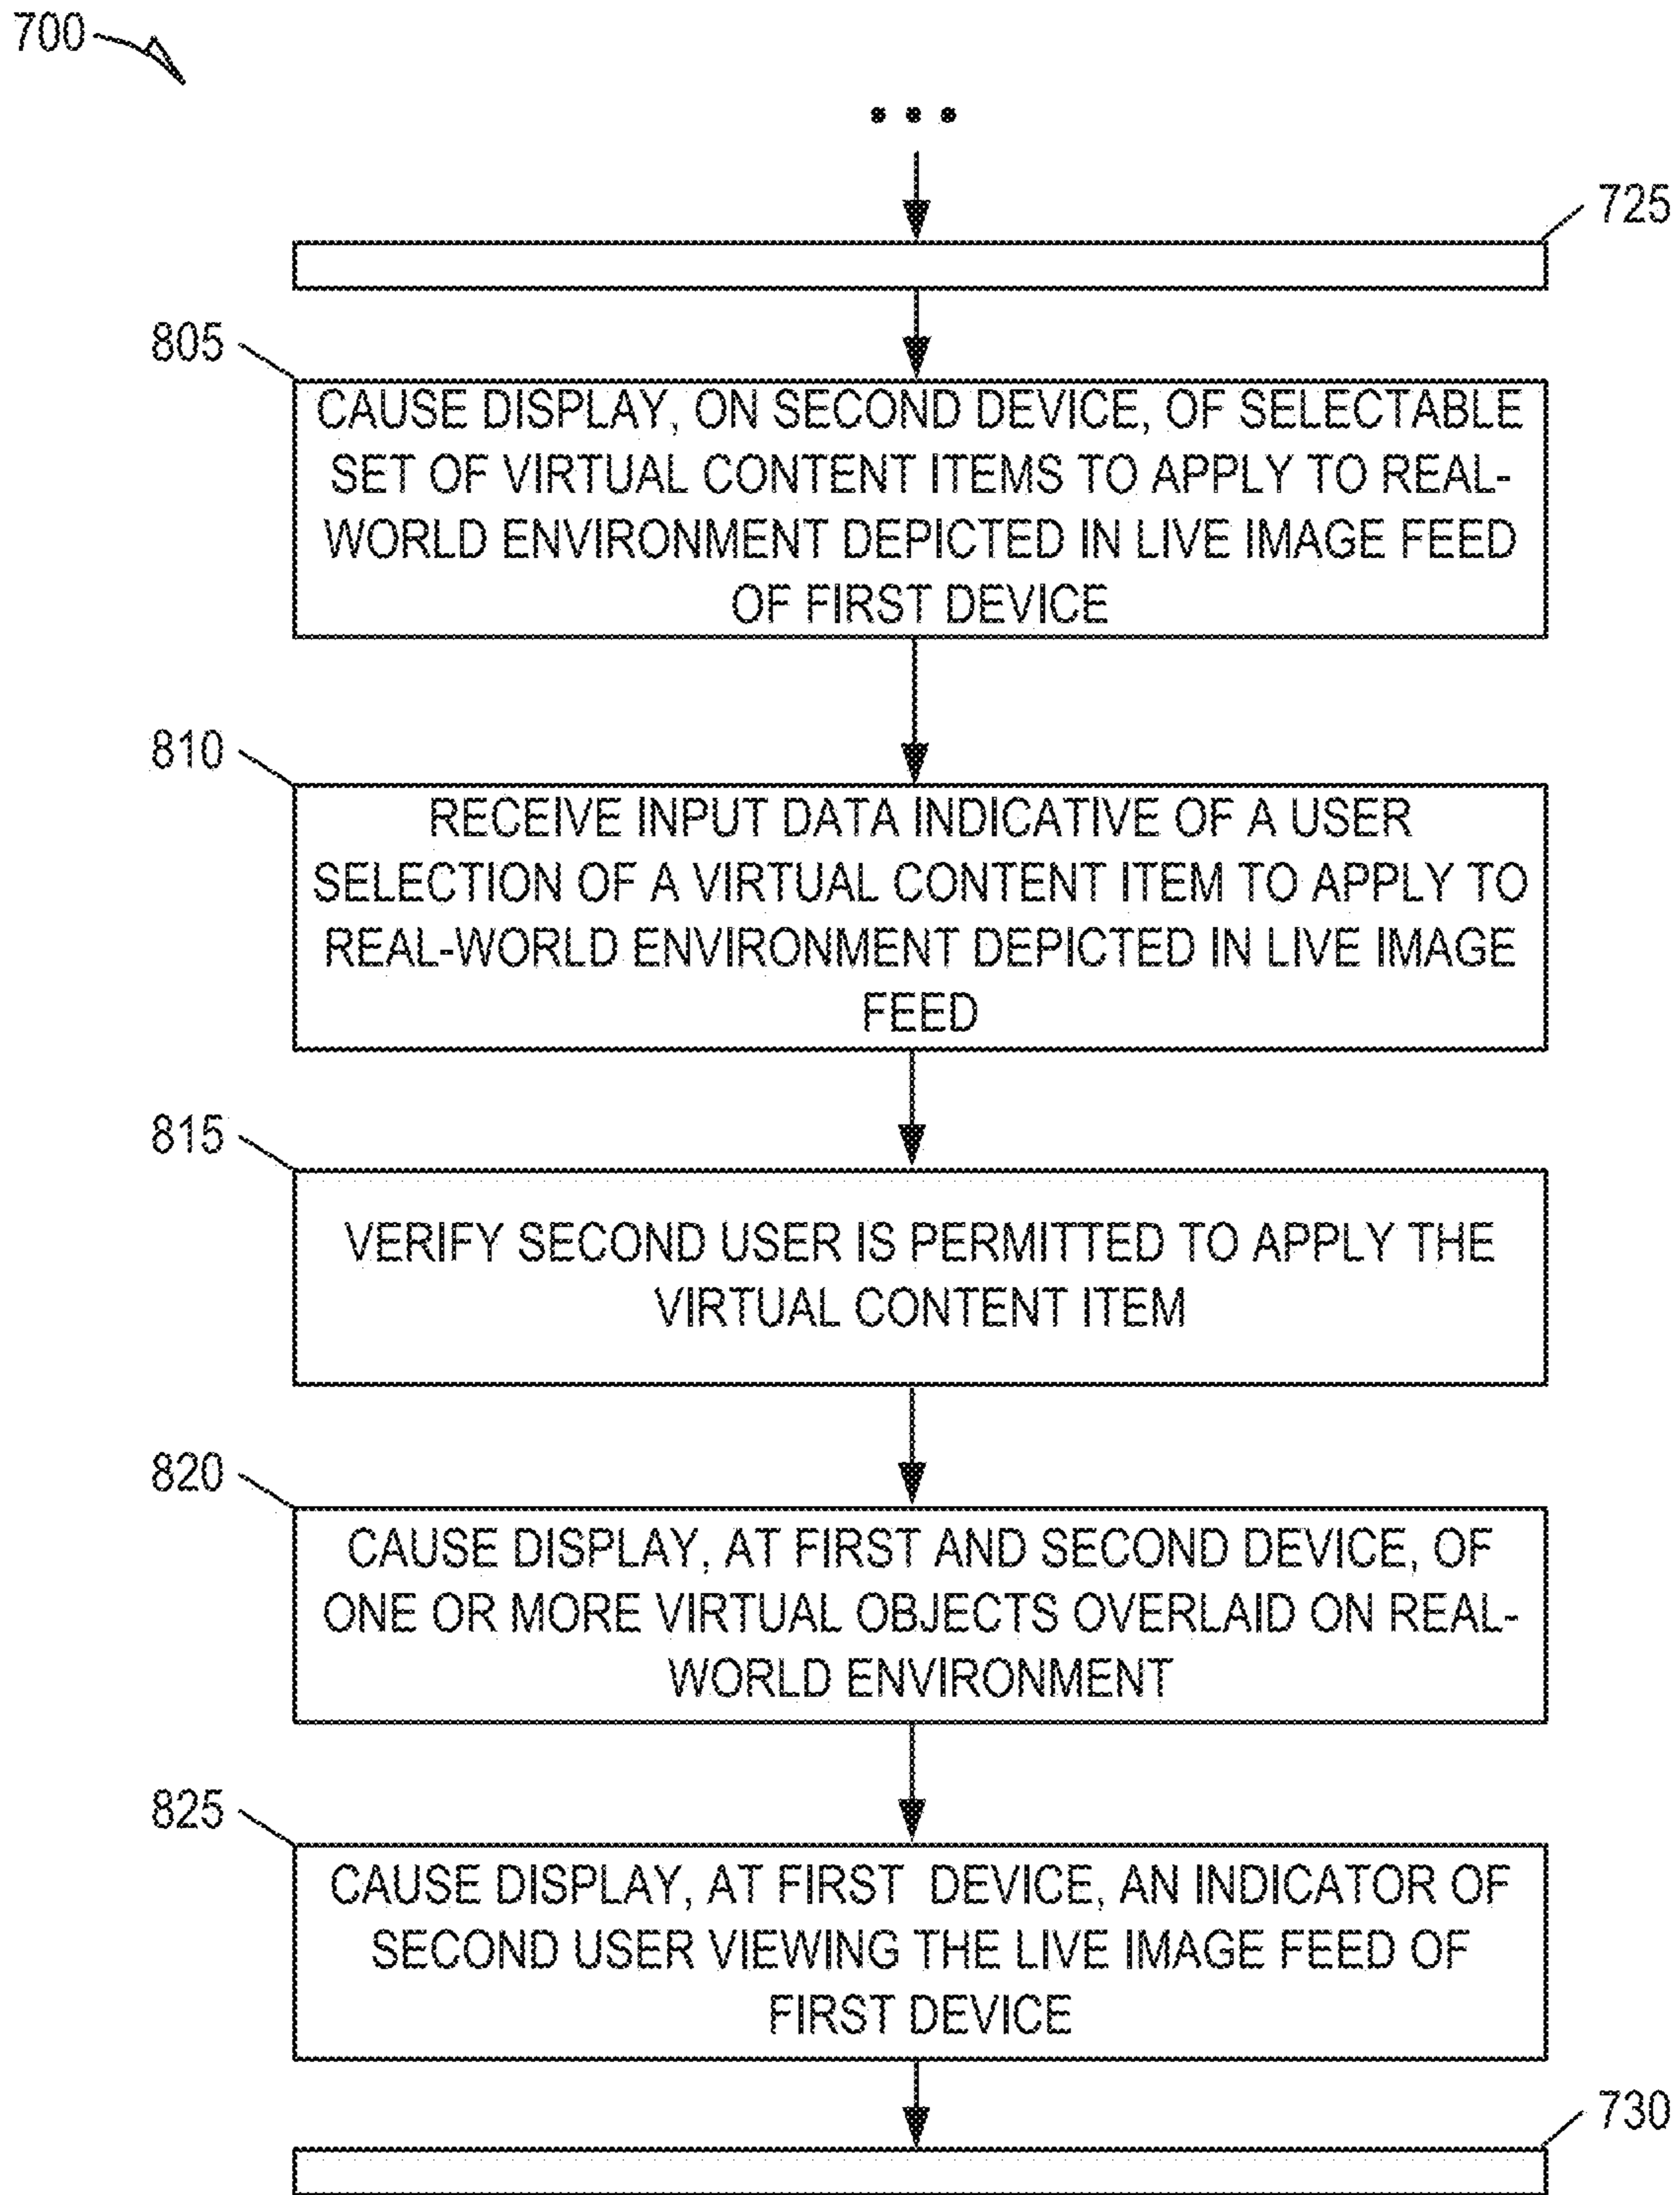 700
725
805
CAUSE DISPLAY, ON SECOND DEVICE, OF SELECTABLE
SET OF VIRTUAL CONTENT ITEMS TO APPLY TO REAL-
WORLD ENVIRONMENT DEPICTED IN LIVE IMAGE FEED
OF FIRST DEVICE
810
RECEIVE INPUT DATA INDICATIVE OF A USER
SELECTION OF A VIRTUAL CONTENT ITEM TO APPLY TO
REAL-WORLD ENVIRONMENT DEPICTED IN LIVE IMAGE
FEED
815
VERIFY SECOND USER IS PERMITTED TO APPLY THE
VIRTUAL CONTENT ITEM
820
CAUSE DISPLAY, AT FIRST AND SECOND DEVICE, OF
ONE OR MORE VIRTUAL OBJECTS OVERLAID ON REAL-
WORLD ENVIRONMENT
825
CAUSE DISPLAY, AT FIRST DEVICE, AN INDICATOR OF
SECOND USER VIEWING THE LIVE IMAGE FEED OF
FIRST DEVICE
730